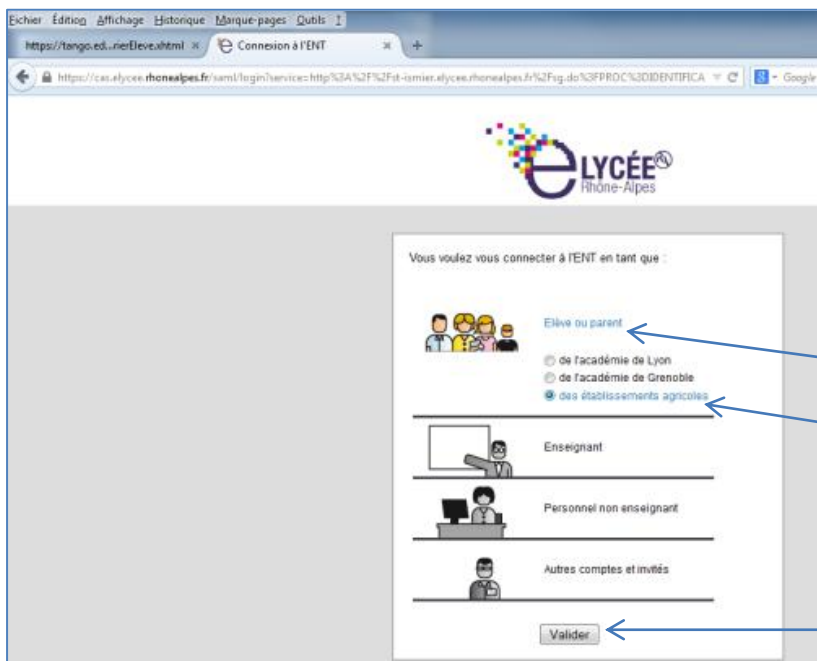 Fichier Édition Affichage Historique Marque-pages Outils ?
https://tango.ed...rierEleve.xhtml × Connexion à l'ENT × +
https://cas.elycee.rhonealpes.fr/saml/login?service=http%3A%2F%2Fst-ismier.elycee.rhonealpes.fr%2Fsg.do%3FPROC%3DIDENTIFICA Google
eLYCÉE
Rhône-Alpes
Vous voulez vous connecter à l'ENT en tant que :
Elève ou parent
de l'académie de Lyon
de l'académie de Grenoble
des établissements agricoles
Enseignant
Personnel non enseignant
Autres comptes et invités
Valider